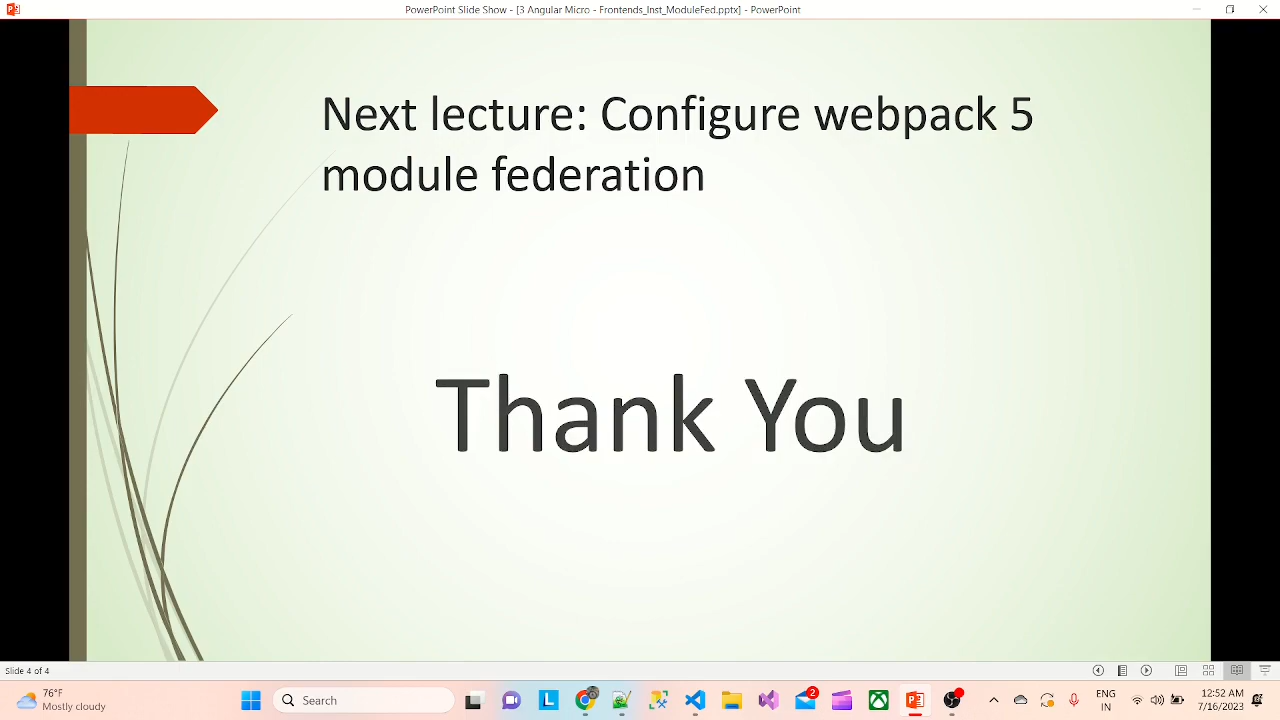 PowerPoint Slide Show - [3 Angular Micro - Frontends_Inst_ModuleFed.pptx] - PowerPoint
Next lecture: Configure webpack 5
module federation
Thank You
Slide 4 of 4
76°F
Mostly cloudy
Search
2
ENG
IN
12:52 AM
7/16/2023